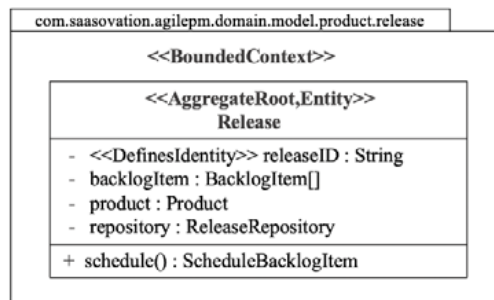 com.saasovation.agilepm.domain.model.product.release
<<BoundedContext>>
<<AggregateRoot,Entity>>
Release
- <<DefinesIdentity>> releaseID : String
- backlogItem : BacklogItem[]
- product : Product
- repository : ReleaseRepository
+ schedule() : ScheduleBacklogItem